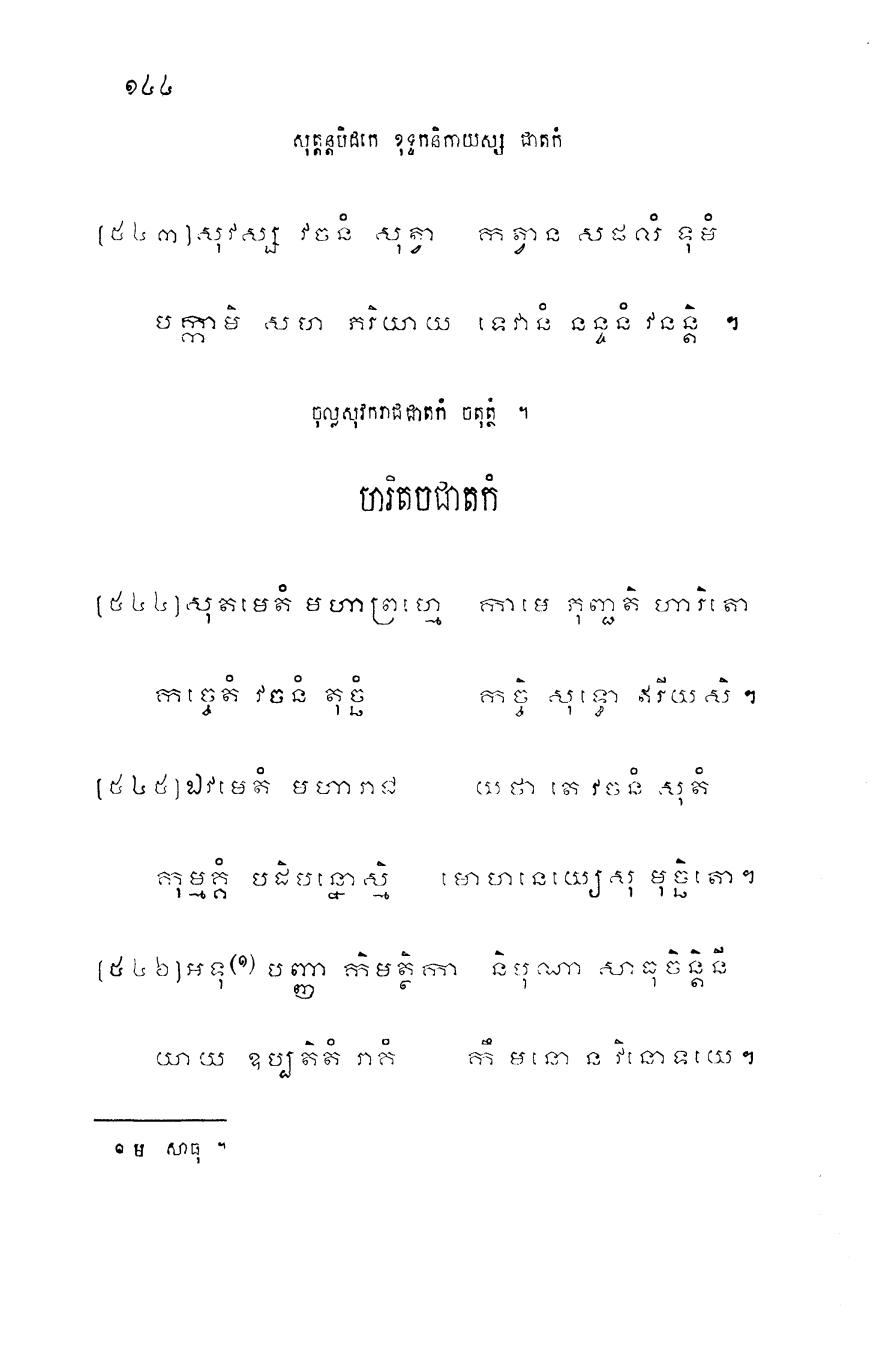 ១៤៤
សុត្តន្តបិដកេ ខុទ្ទកនិកាយស្ស ជាតកំ
[៥៤៣] សុវស្ស វចនំ សុត្វា កត្វាន សផលំ ទុមំ
បក្កាមិ សហ ភរិយាយ ទេវានំ នន្ទនំ វនន្តិ ។
ចុល្លសុវករាជជាតកំ ចតុត្ថំ ។
ហរិតចជាតកំ
[៥៤៤] សុតមេតំ មហាព្រហ្មេ កាមេ ភុញ្ជតិ ហារិតោ
កច្ចេតំ វចនំ តុច្ឆំ កច្ចិ សុទ្ធោ ឥរីយសិ ។
[៥៤៥] ឯវមេតំ មហារាជ យថា តេ វចនំ សុតំ
កុម្មគ្គំ បដិបន្នោស្មិ មោហនេយ្យេសុ មុច្ឆិតោ ។
[៥៤៦] អទុ(១) បញ្ញា កិមត្ថិកា និបុណា សាធុចិន្តិនី
យាយ ឧប្បតិតំ រាគំ កឹ មនោ ន វិនោទយេ ។
១ ម សាធុ ។